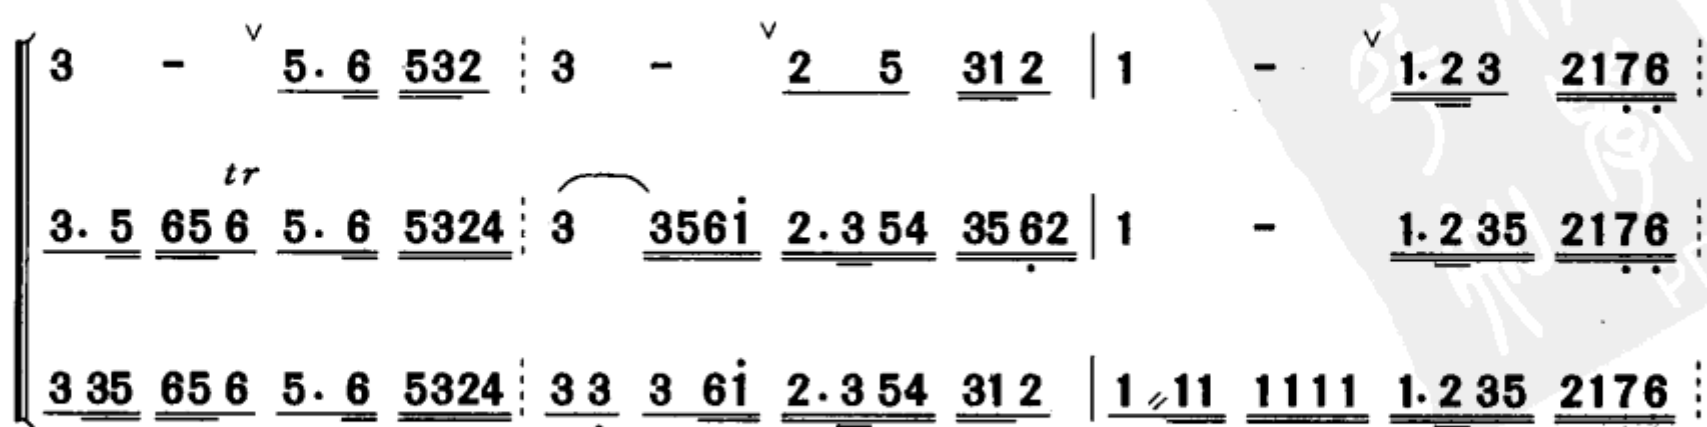 3 - ∨ 5. 6 532 ┊ 3 - ∨ 2 5 31 2 | 1 - ∨ 1. 2 3 2176 ┊
tr
3. 5 65 6 5. 6 5324 ┊ 3 3561 2. 3 54 35 62 | 1 - 1. 2 35 2176 ┊
3 35 65 6 5. 6 5324 ┊ 3 3 3 61 2. 3 54 31 2 | 1 〃 11 1111 1. 2 35 2176 ┊